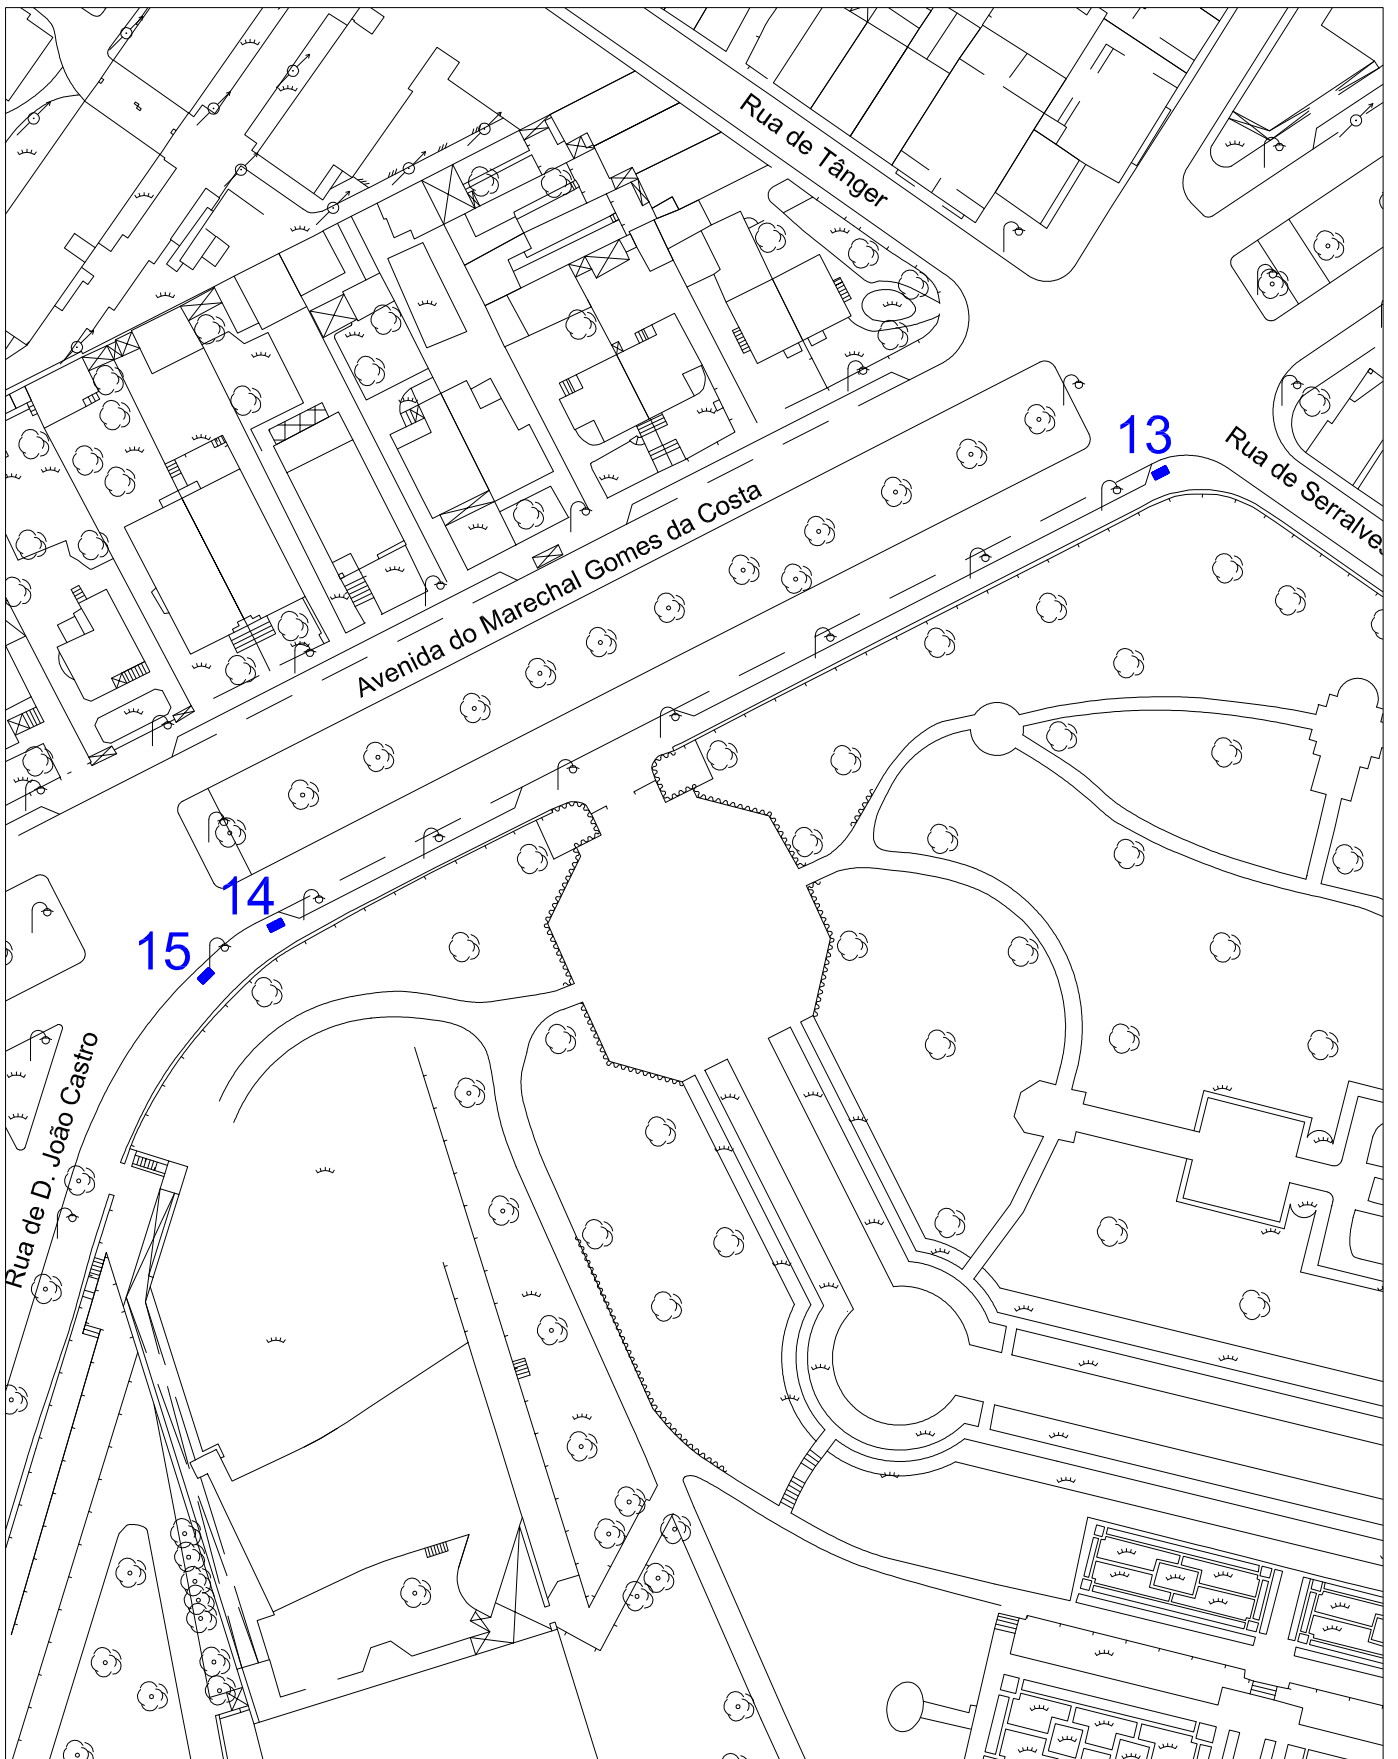 Rua de Tânger
13
Rua de Serralves
Avenida do Marechal Gomes da Costa
14
15
Rua de D. João Castro